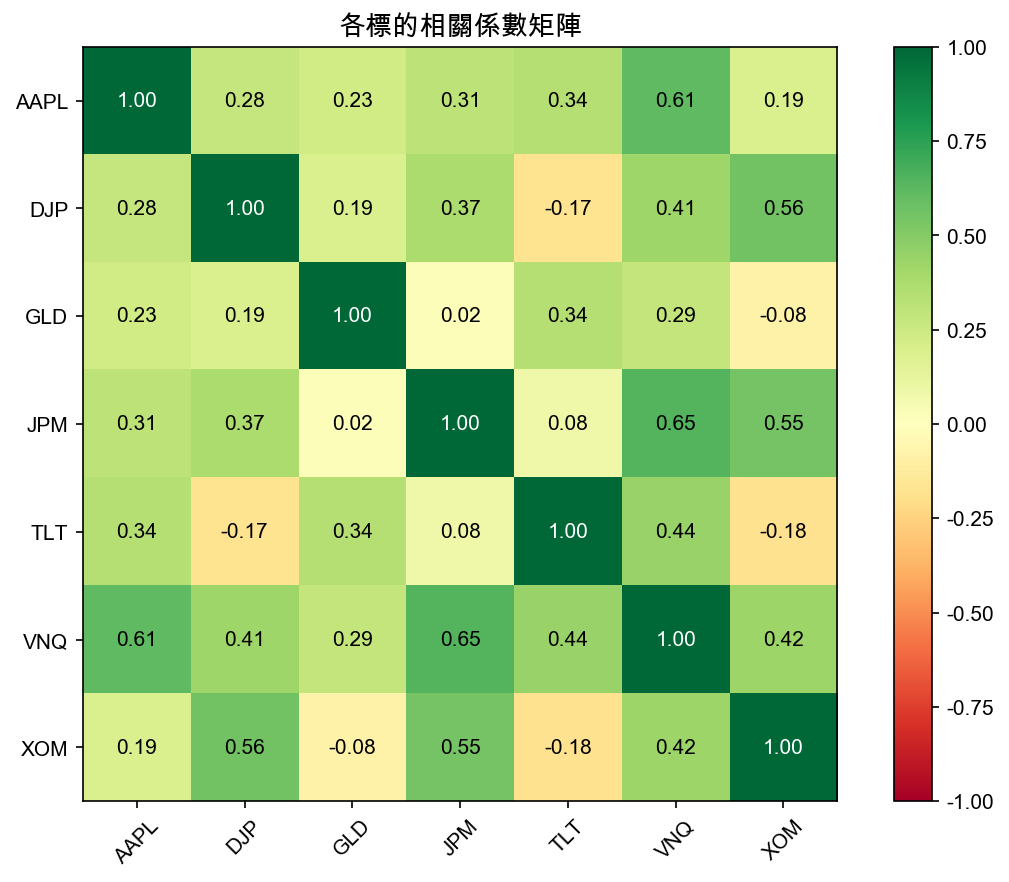 各標的相關係數矩陣
AAPL 1.00 0.28 0.23 0.31 0.34 0.61 0.19
DJP 0.28 1.00 0.19 0.37 -0.17 0.41 0.56
GLD 0.23 0.19 1.00 0.02 0.34 0.29 -0.08
JPM 0.31 0.37 0.02 1.00 0.08 0.65 0.55
TLT 0.34 -0.17 0.34 0.08 1.00 0.44 -0.18
VNQ 0.61 0.41 0.29 0.65 0.44 1.00 0.42
XOM 0.19 0.56 -0.08 0.55 -0.18 0.42 1.00
AAPL DJP GLD JPM TLT VNQ XOM
1.00
0.75
0.50
0.25
0.00
-0.25
-0.50
-0.75
-1.00